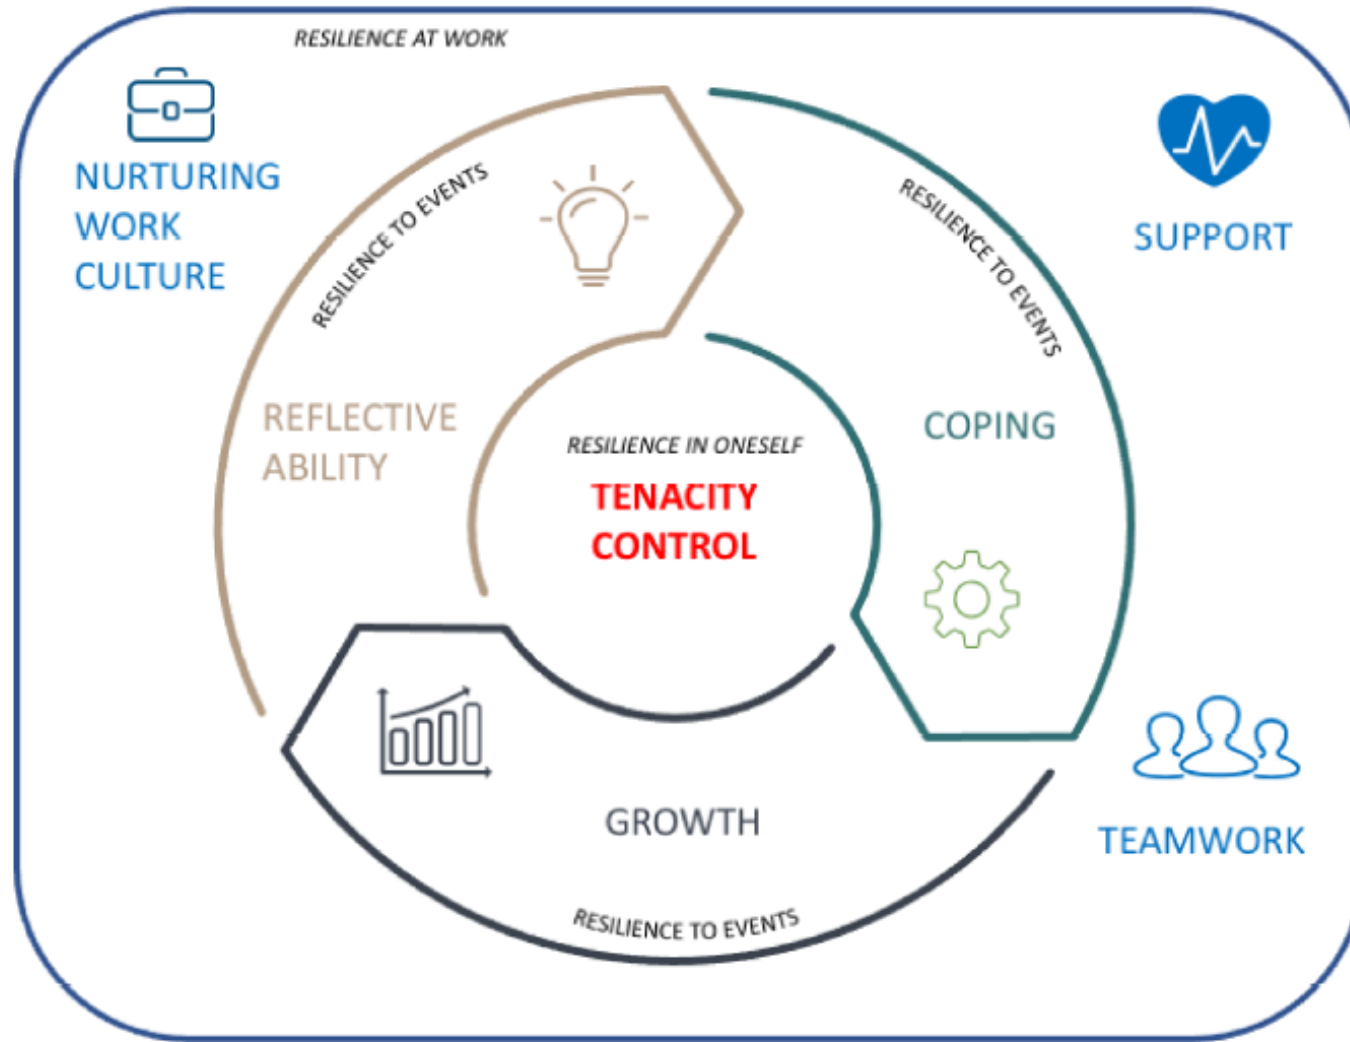 RESILIENCE AT WORK
NURTURING
WORK
CULTURE
RESILIENCE TO EVENTS
RESILIENCE TO EVENTS
SUPPORT
REFLECTIVE
ABILITY
COPING
RESILIENCE IN ONESELF
TENACITY
CONTROL
GROWTH
TEAMWORK
RESILIENCE TO EVENTS